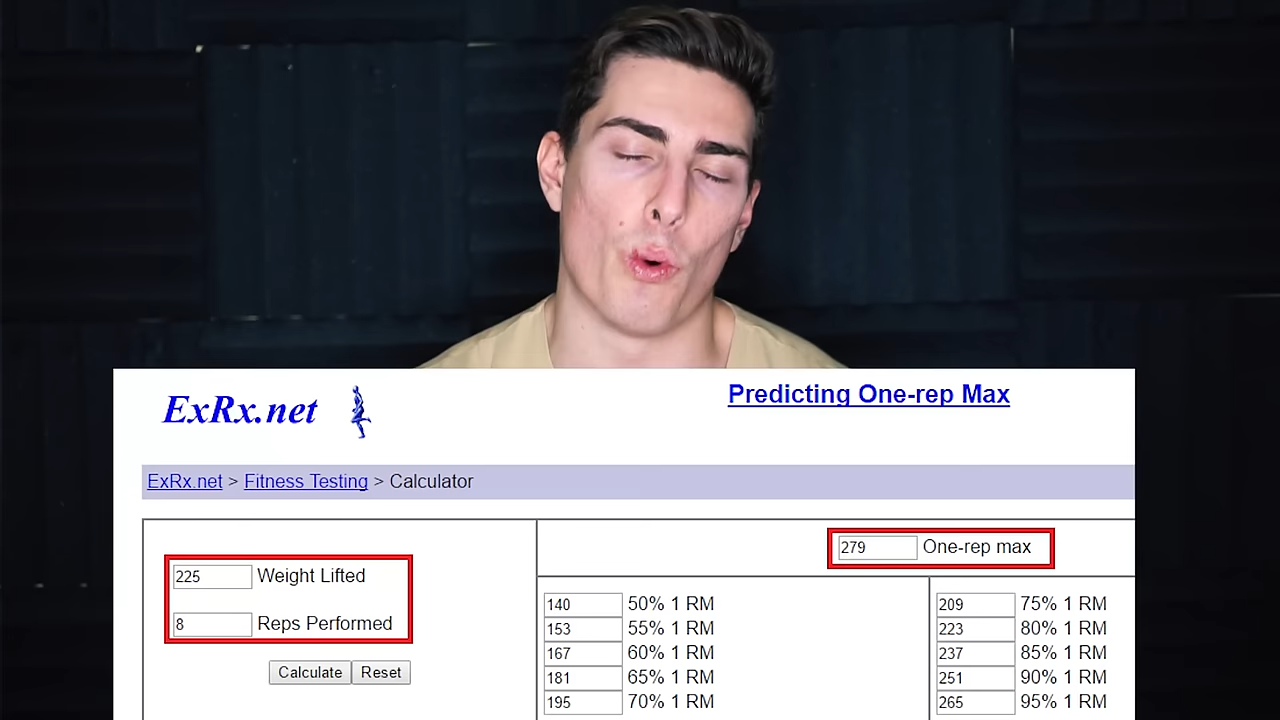 ExRx.net
Predicting One-rep Max
ExRx.net > Fitness Testing > Calculator
279 One-rep max
225 Weight Lifted
8 Reps Performed
Calculate Reset
140 50% 1 RM
153 55% 1 RM
167 60% 1 RM
181 65% 1 RM
195 70% 1 RM
209 75% 1 RM
223 80% 1 RM
237 85% 1 RM
251 90% 1 RM
265 95% 1 RM